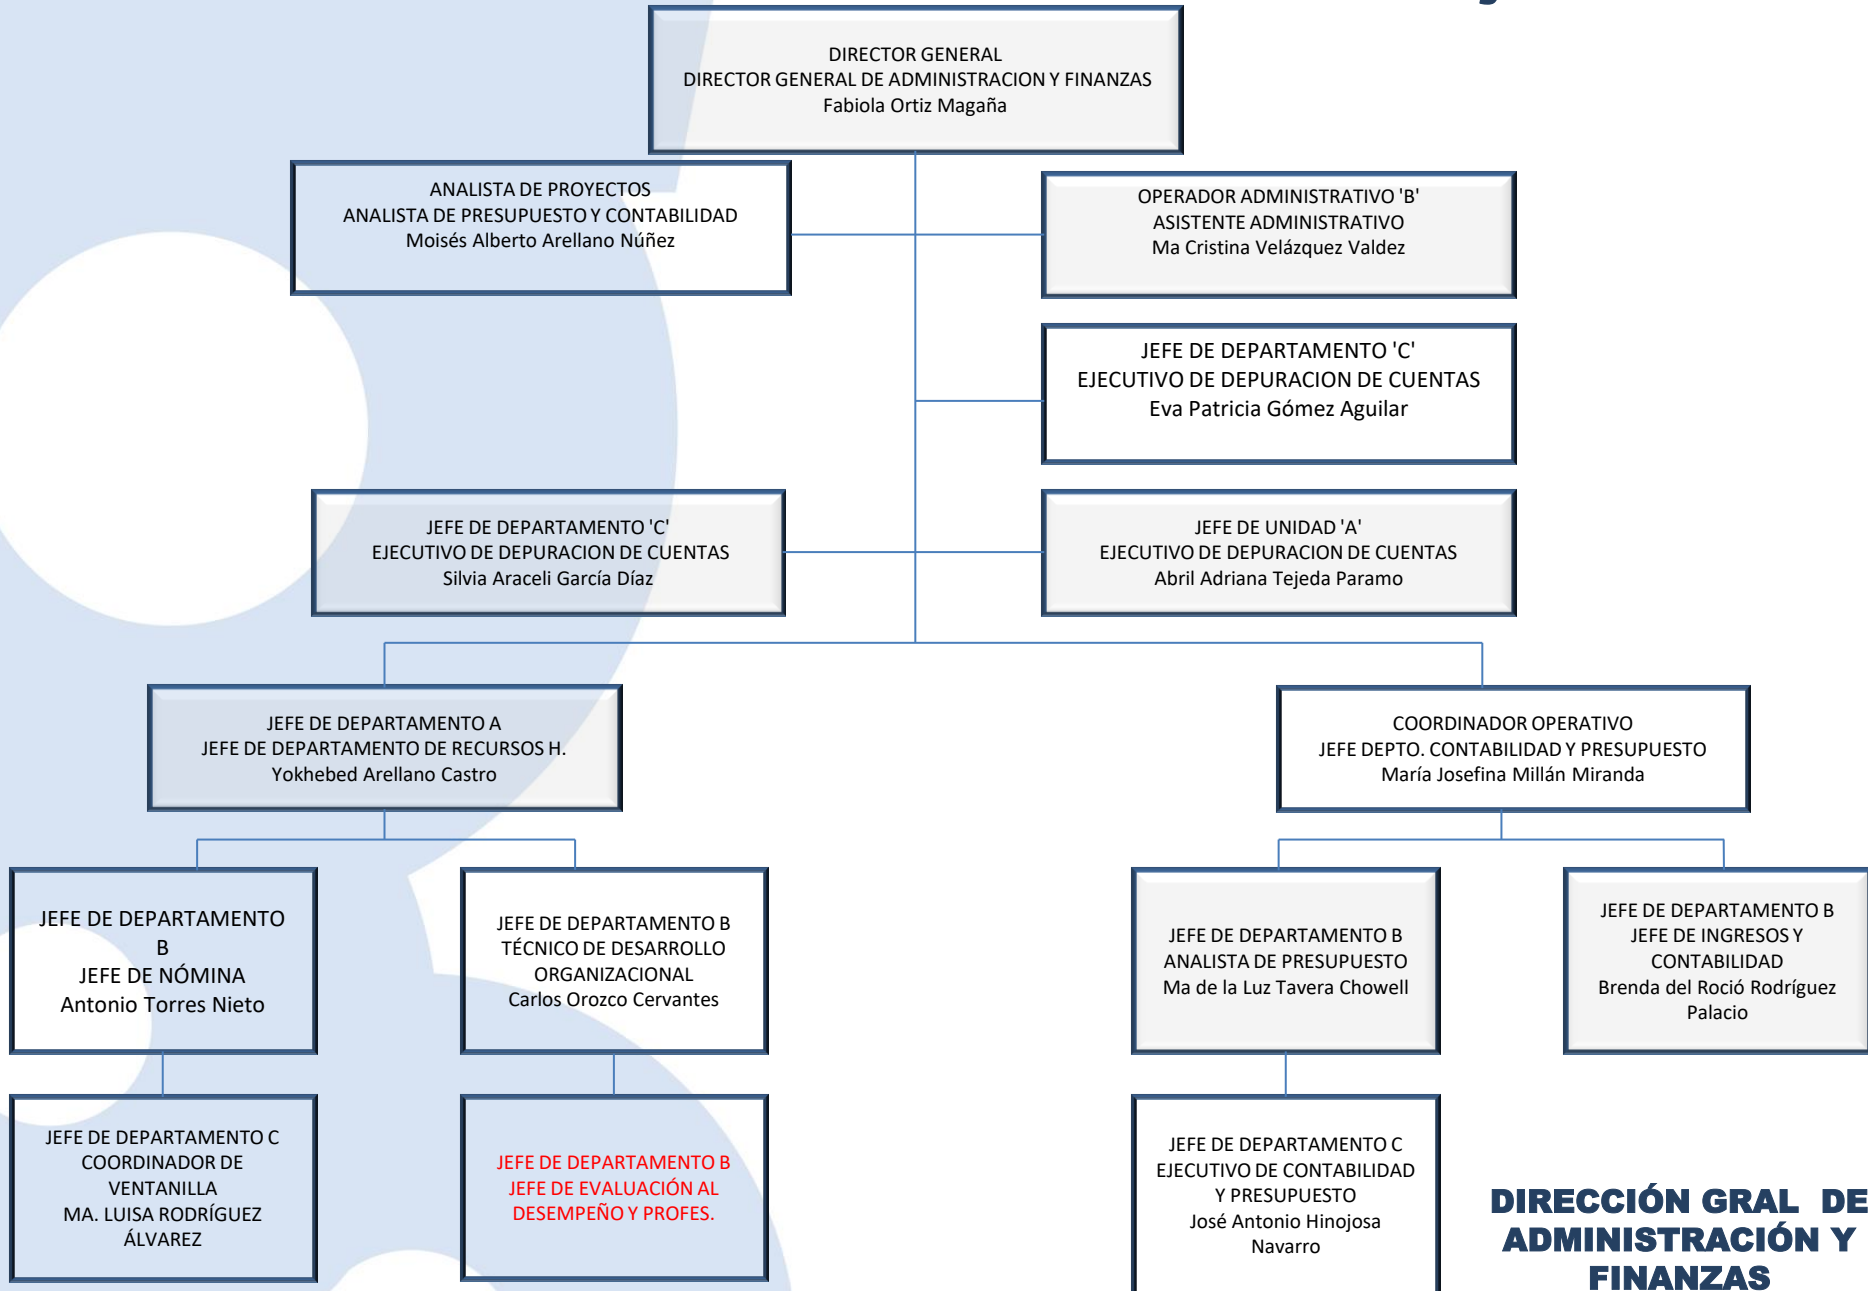 DIRECTOR GENERAL
DIRECTOR GENERAL DE ADMINISTRACION Y FINANZAS
Fabiola Ortiz Magaña
ANALISTA DE PROYECTOS
ANALISTA DE PRESUPUESTO Y CONTABILIDAD
Moisés Alberto Arellano Núñez
OPERADOR ADMINISTRATIVO 'B'
ASISTENTE ADMINISTRATIVO
Ma Cristina Velázquez Valdez
JEFE DE DEPARTAMENTO 'C'
EJECUTIVO DE DEPURACION DE CUENTAS
Eva Patricia Gómez Aguilar
JEFE DE DEPARTAMENTO 'C'
EJECUTIVO DE DEPURACION DE CUENTAS
Silvia Araceli García Díaz
JEFE DE UNIDAD 'A'
EJECUTIVO DE DEPURACION DE CUENTAS
Abril Adriana Tejeda Paramo
JEFE DE DEPARTAMENTO A
JEFE DE DEPARTAMENTO DE RECURSOS H.
Yokhebed Arellano Castro
COORDINADOR OPERATIVO
JEFE DEPTO. CONTABILIDAD Y PRESUPUESTO
María Josefina Millán Miranda
JEFE DE DEPARTAMENTO
B
JEFE DE NÓMINA
Antonio Torres Nieto
JEFE DE DEPARTAMENTO B
TÉCNICO DE DESARROLLO
ORGANIZACIONAL
Carlos Orozco Cervantes
JEFE DE DEPARTAMENTO B
ANALISTA DE PRESUPUESTO
Ma de la Luz Tavera Chowell
JEFE DE DEPARTAMENTO B
JEFE DE INGRESOS Y
CONTABILIDAD
Brenda del Roció Rodríguez
Palacio
JEFE DE DEPARTAMENTO C
COORDINADOR DE
VENTANILLA
MA. LUISA RODRÍGUEZ
ÁLVAREZ
JEFE DE DEPARTAMENTO B
JEFE DE EVALUACIÓN AL
DESEMPEÑO Y PROFES.
JEFE DE DEPARTAMENTO C
EJECUTIVO DE CONTABILIDAD
Y PRESUPUESTO
José Antonio Hinojosa
Navarro
DIRECCIÓN GRAL DE
ADMINISTRACIÓN Y
FINANZAS